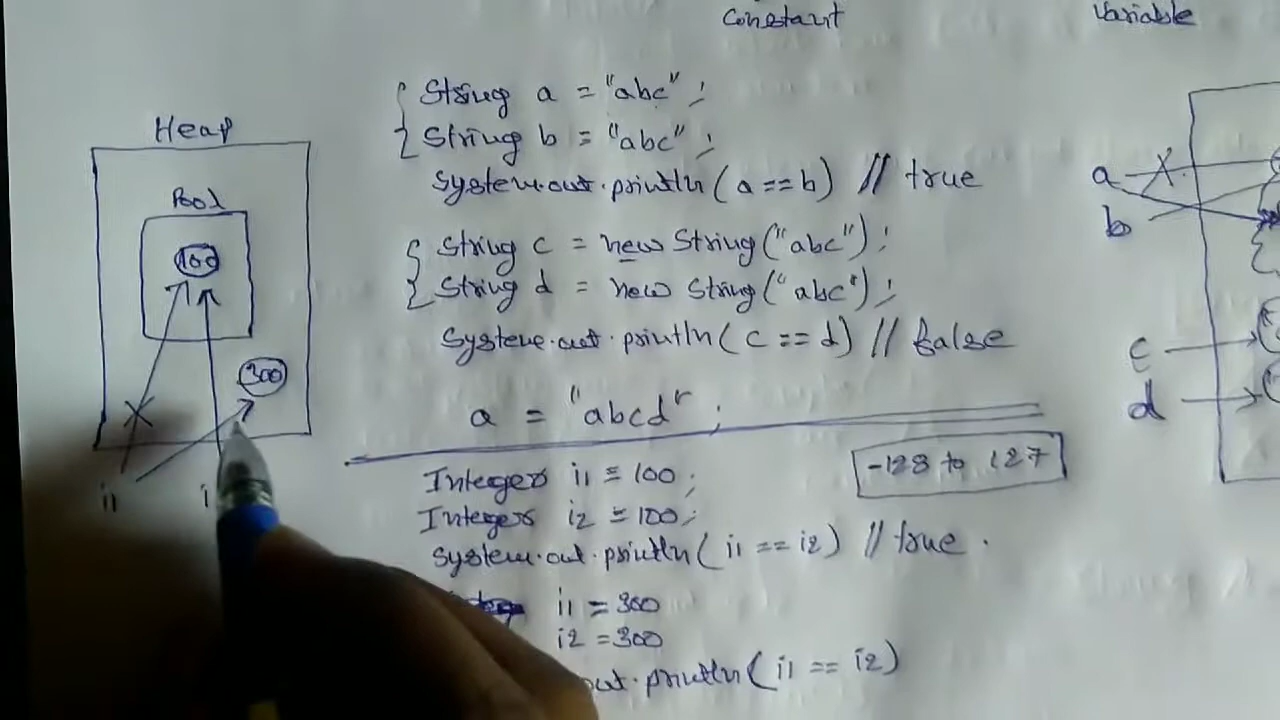 Constant
Variable
String a = "abc";
String b = "abc";
System.out.println(a==b) // true
String c = new String("abc");
String d = new String("abc");
System.out.println(c==d) // false
a = "abcd";
Heap
Pool
100
300
i1
i
a
b
c
d
Integer i1 = 100;
-128 to 127
Integer i2 = 100;
System.out.println(i1 == i2) // true.
i1 = 300
i2 = 300
out.println(i1 == i2)